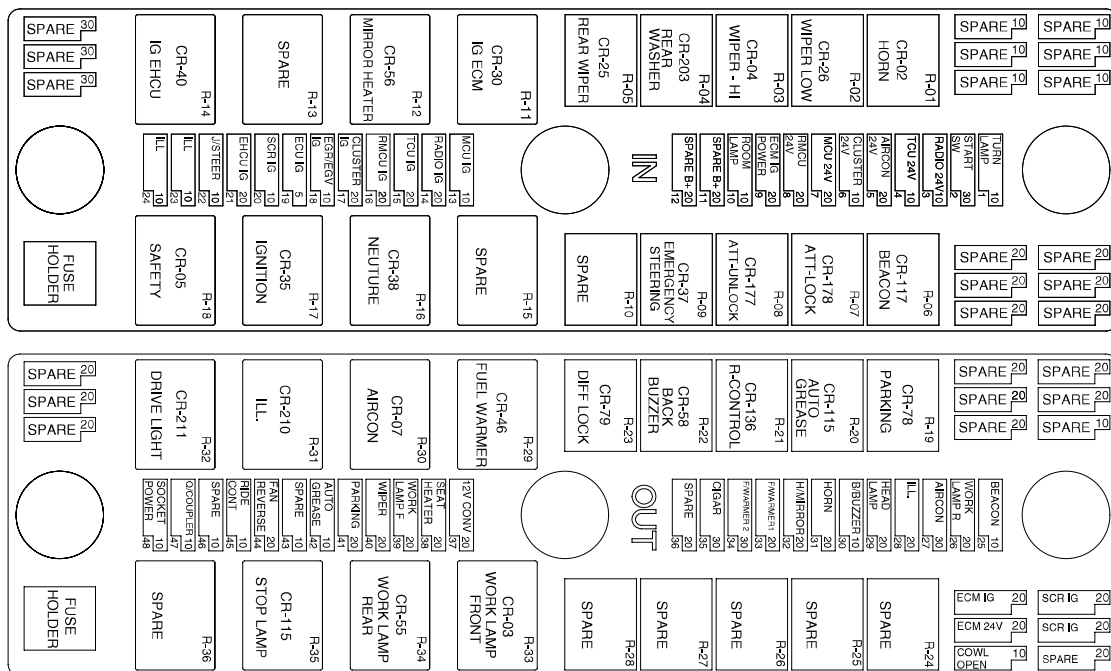 SPARE 30
SPARE 30
SPARE 30
CR-40
IG EHCU
R-14
SPARE
R-13
CR-56
MIRROR HEATER
R-12
CR-30
IG ECM
R-11
CR-25
REAR WIPER
R-05
CR-203
REAR
WASHER
R-04
CR-04
WIPER - HI
R-03
CR-26
WIPER LOW
R-02
CR-02
HORN
R-01
SPARE 10
SPARE 10
SPARE 10
SPARE 10
SPARE 10
SPARE 10
ILL 10 24
ILL 10 23
J/STEER 10 22
EHCU IG 20 21
SCR IG 10 20
ECU IG 5 19
EGR/EGV
IG 10 18
CLUSTER
IG 20 17
RMCU IG 20 16
TCU IG 20 15
RADIO IG 20 14
MCU IG 10 13
IN
SPARE B+ 20 12
SPARE B+ 20 11
ROOM
LAMP 10 10
ECM IG
POWER 20 9
RMCU
24V 20 8
MCU 24V 20 7
CLUSTER
24V 10 6
AIRCON
24V 20 5
TCU 24V 10 4
RADIO 24V 10 3
START
SW 30 2
TURN
LAMP 10 1
FUSE
HOLDER
CR-05
SAFETY
R-18
CR-35
IGNITION
R-17
CR-38
NEUTURE
R-16
SPARE
R-15
SPARE
R-10
CR-37
EMERGENCY
STEERING
R-09
CR-177
ATT-UNLOCK
R-08
CR-178
ATT-LOCK
R-07
CR-117
BEACON
R-06
SPARE 20
SPARE 20
SPARE 20
SPARE 20
SPARE 20
SPARE 20
SPARE 20
SPARE 20
SPARE 20
CR-211
DRIVE LIGHT
R-32
CR-210
ILL.
R-31
CR-07
AIRCON
R-30
CR-46
FUEL WARMER
R-29
CR-79
DIFF LOCK
R-23
CR-58
BACK
BUZZER
R-22
CR-136
R-CONTROL
R-21
CR-115
AUTO
GREASE
R-20
CR-78
PARKING
R-19
SPARE 20
SPARE 20
SPARE 20
SPARE 20
SPARE 20
SPARE 10
SOCKET
POWER 10 48
O/COUPLER 10 47
SPARE 10 46
RIDE
CONT 10 45
FAN
REVERSE 20 44
SPARE 10 43
AUTO
GREASE 10 42
PARKING 20 41
WIPER 20 40
WORK
LAMP F 20 39
SEAT
HEATER 20 38
12V CONV 20 37
OUT
SPARE 20 36
CIGAR 30 35
F/WARMER 2 30 34
F/WARMER1 20 33
H/MIRROR 20 32
HORN 20 31
B/BUZZER 10 30
HEAD
LAMP 20 29
ILL. 20 28
AIRCON 30 27
WORK
LAMP R 20 26
BEACON 10 25
FUSE
HOLDER
SPARE
R-36
CR-115
STOP LAMP
R-35
CR-55
WORK LAMP
REAR
R-34
CR-03
WORK LAMP
FRONT
R-33
SPARE
R-28
SPARE
R-27
SPARE
R-26
SPARE
R-25
SPARE
R-24
ECM IG 20
SCR IG 20
ECM 24V 20
SCR IG 20
COWL
OPEN 10
SPARE 20